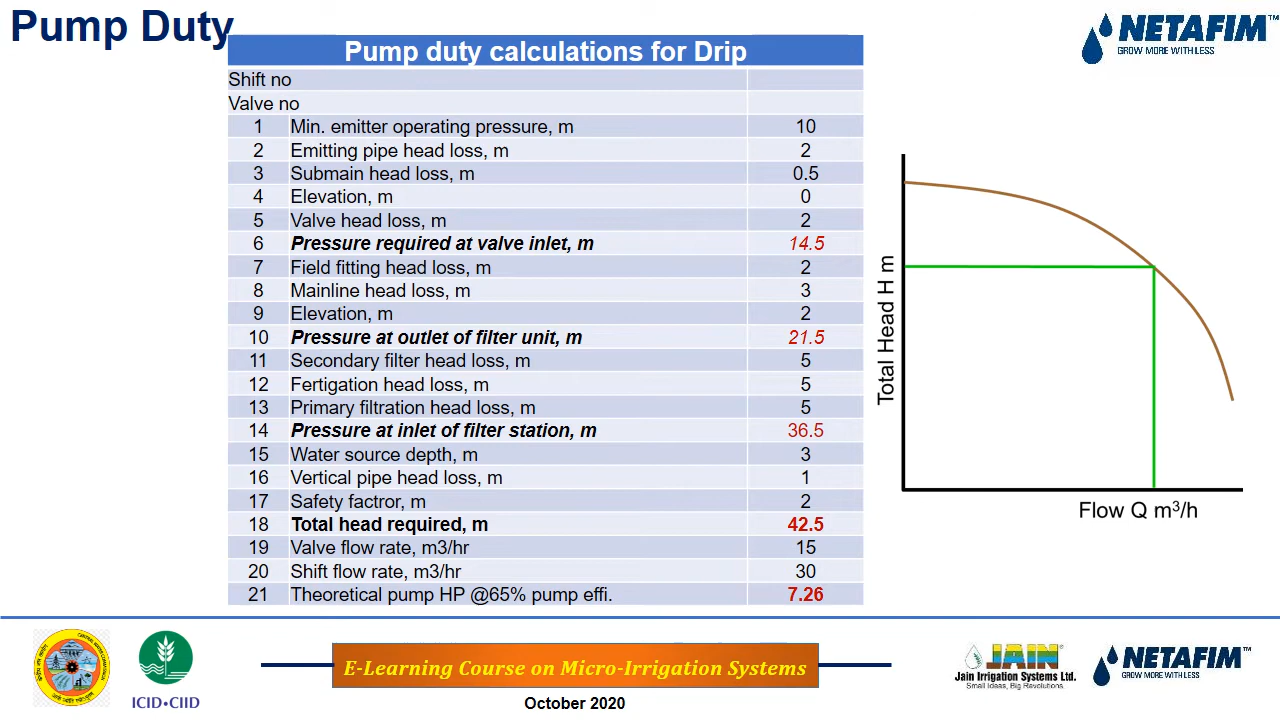 Pump Duty
NETAFIM™
GROW MORE WITH LESS
Pump duty calculations for Drip
Shift no
Valve no
1 Min. emitter operating pressure, m 10
2 Emitting pipe head loss, m 2
3 Submain head loss, m 0.5
4 Elevation, m 0
5 Valve head loss, m 2
6 Pressure required at valve inlet, m 14.5
7 Field fitting head loss, m 2
8 Mainline head loss, m 3
9 Elevation, m 2
10 Pressure at outlet of filter unit, m 21.5
11 Secondary filter head loss, m 5
12 Fertigation head loss, m 5
13 Primary filtration head loss, m 5
14 Pressure at inlet of filter station, m 36.5
15 Water source depth, m 3
16 Vertical pipe head loss, m 1
17 Safety factror, m 2
18 Total head required, m 42.5
19 Valve flow rate, m3/hr 15
20 Shift flow rate, m3/hr 30
21 Theoretical pump HP @65% pump effi. 7.26
Total Head H m
Flow Q m³/h
ICID•CIID
E-Learning Course on Micro-Irrigation Systems
October 2020
JAIN®
Jain Irrigation Systems Ltd.
Small Ideas, Big Revolutions.
NETAFIM™
GROW MORE WITH LESS